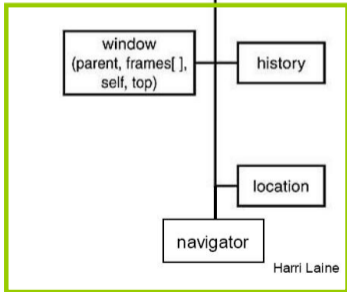 window
(parent, frames[ ],
self, top)
history
location
navigator
Harri Laine